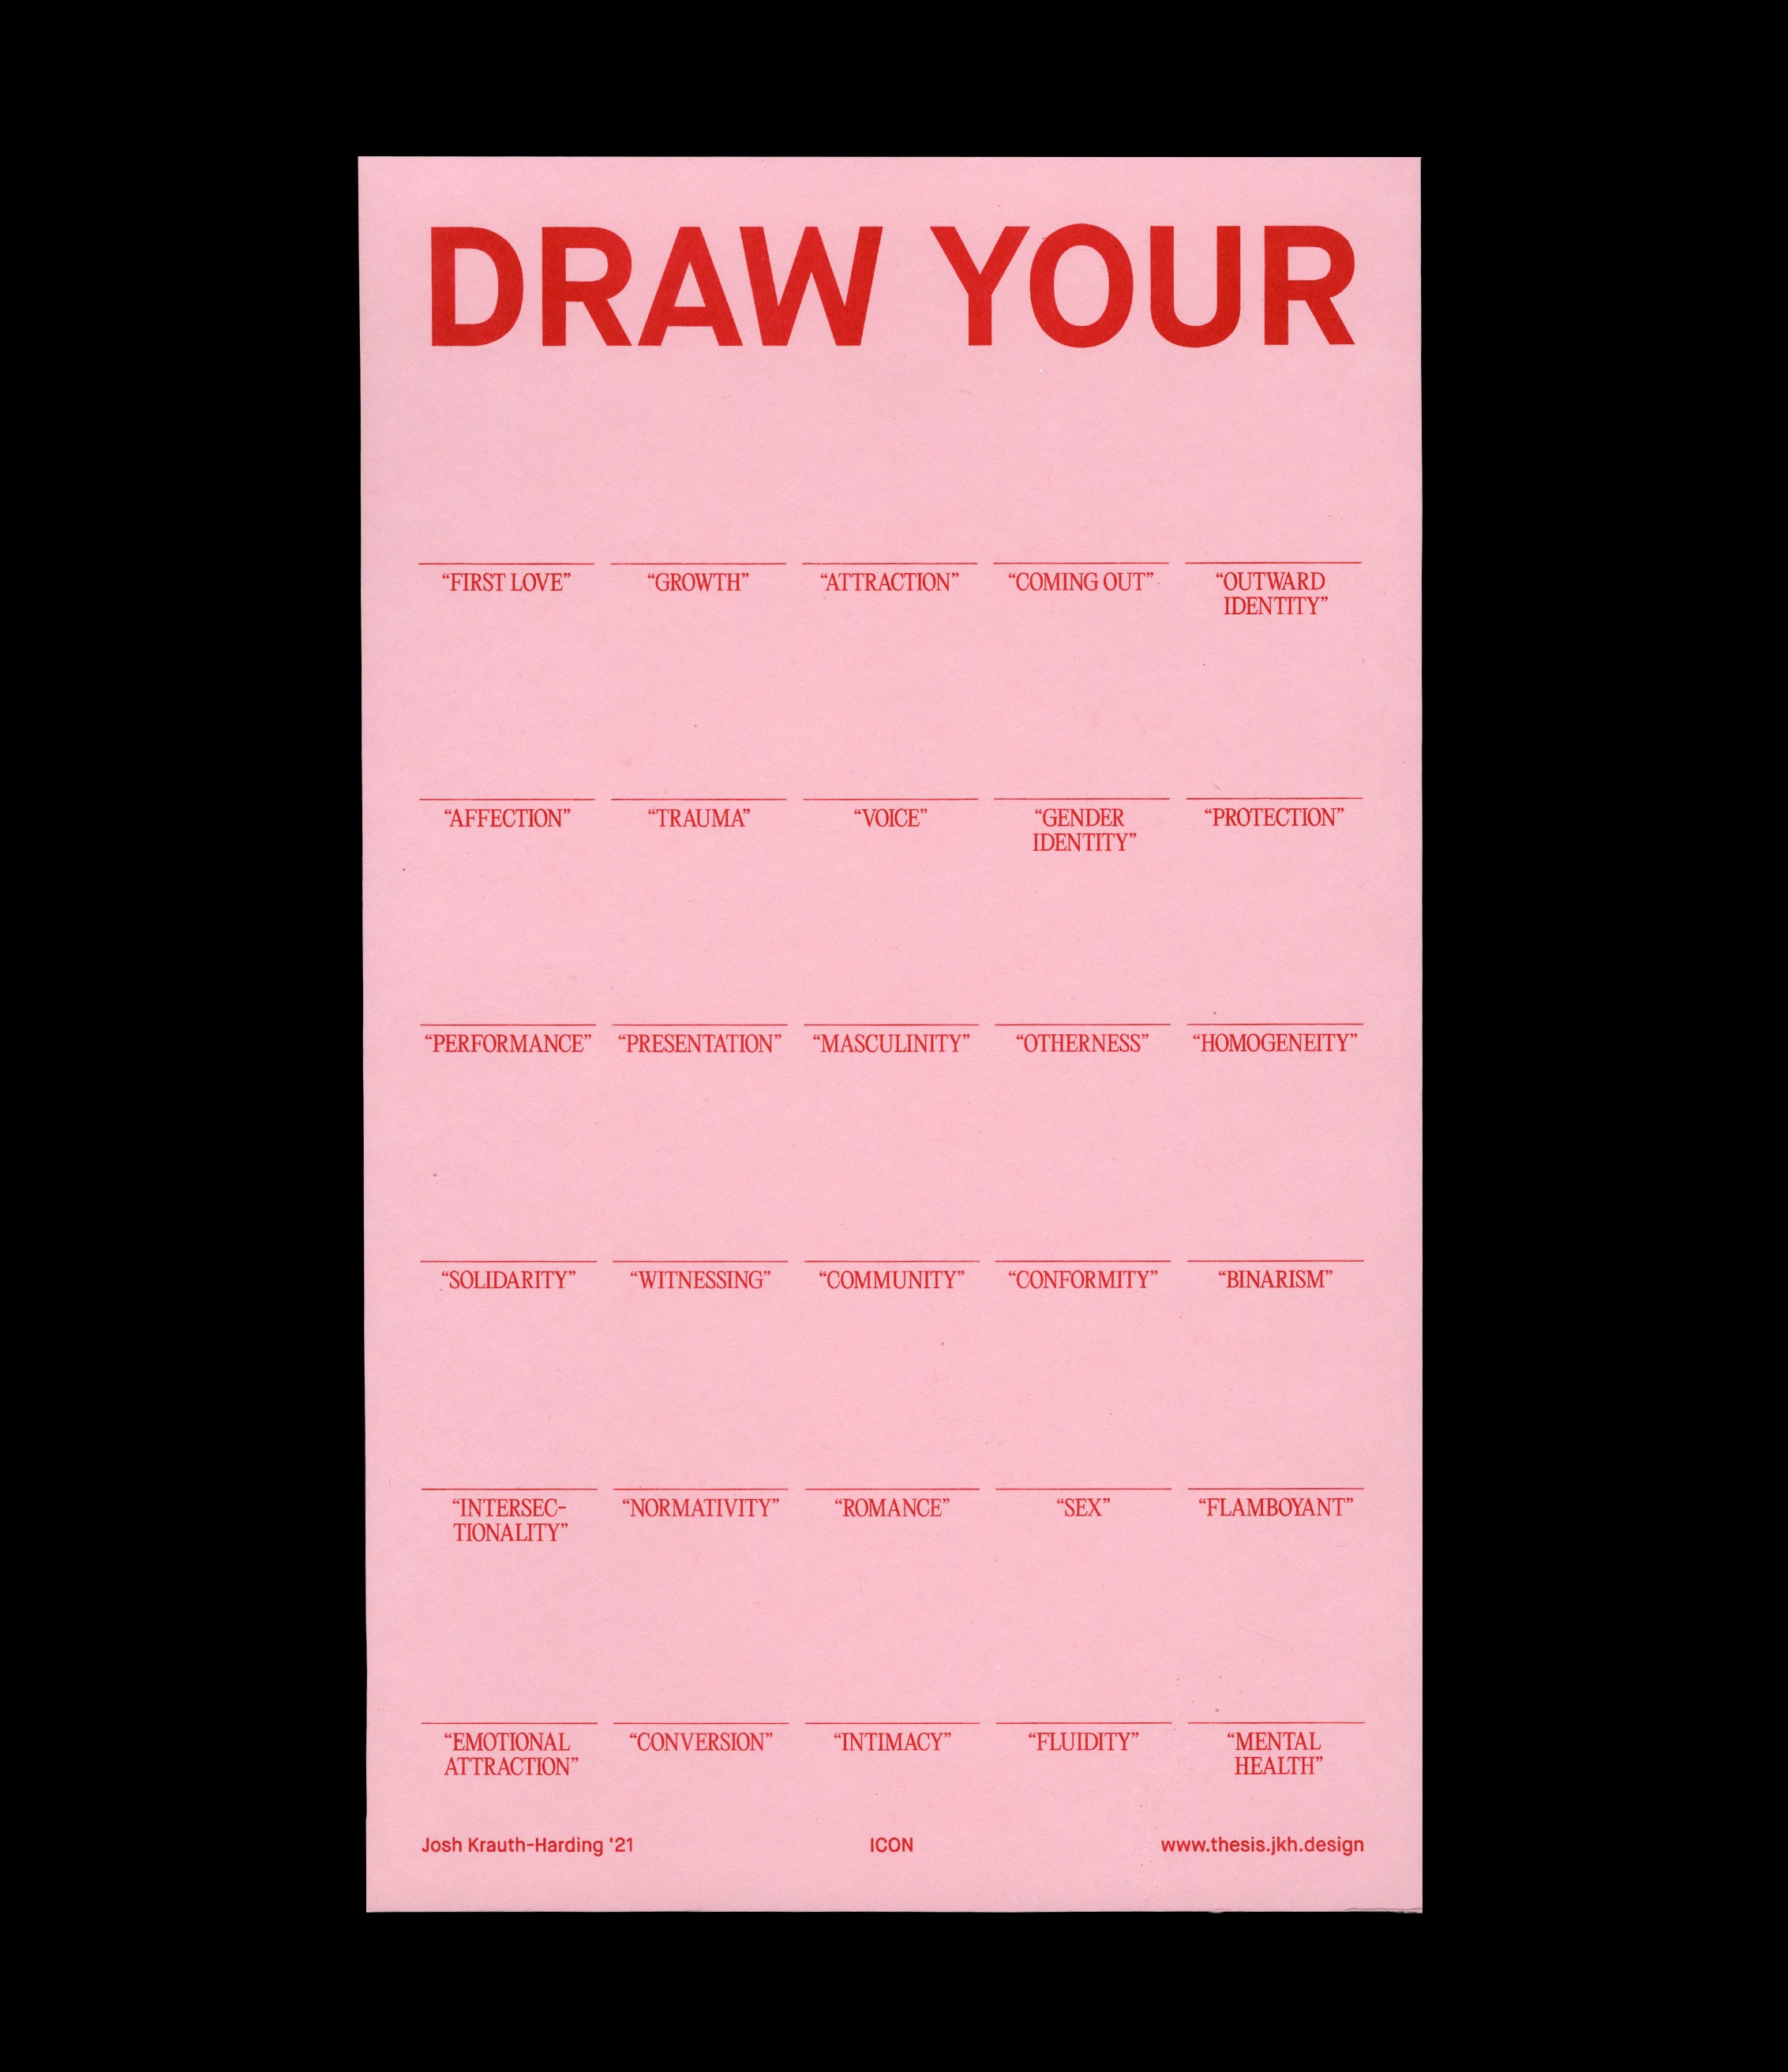 DRAW YOUR
“FIRST LOVE” “GROWTH” “ATTRACTION” “COMING OUT” “OUTWARD
IDENTITY”
“AFFECTION” “TRAUMA” “VOICE” “GENDER
IDENTITY” “PROTECTION”
“PERFORMANCE” “PRESENTATION” “MASCULINITY” “OTHERNESS” “HOMOGENEITY”
“SOLIDARITY” “WITNESSING” “COMMUNITY” “CONFORMITY” “BINARISM”
“INTERSEC-
TIONALITY” “NORMATIVITY” “ROMANCE” “SEX” “FLAMBOYANT”
“EMOTIONAL
ATTRACTION” “CONVERSION” “INTIMACY” “FLUIDITY” “MENTAL
HEALTH”
Josh Krauth-Harding '21 ICON www.thesis.jkh.design